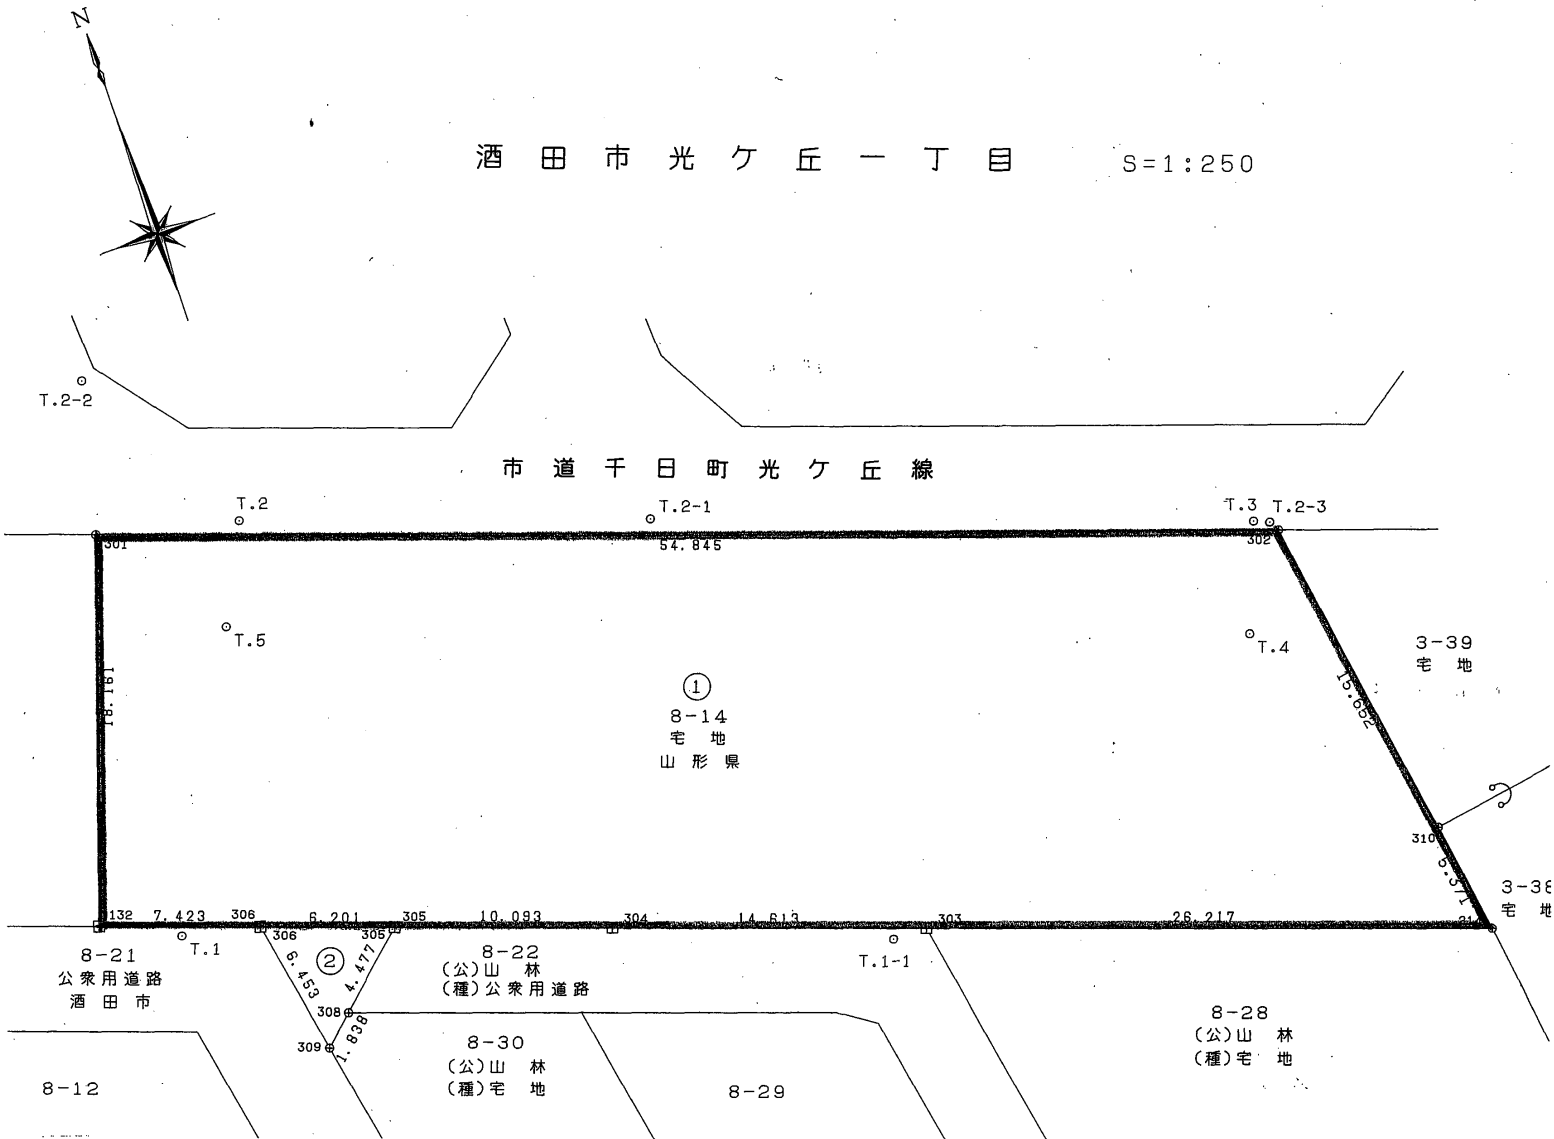 N
酒田市光ケ丘一丁目 S=1:250
T.2-2
市道千日町光ケ丘線
T.2
T.2-1
T.3
T.2-3
301
54.845
302
T.5
T.4
3-39
宅 地
18.161
15.652
①
8-14
宅 地
山形県
310
5.371
3-38
宅 地
132
7.423
306
6.201
305
305
10.093
304
14.613
303
26.217
306
T.1
T.1-1
8-21
公衆用道路
酒田市
②
6.453
4.477
8-22
(公)山 林
(種)公衆用道路
308
309
1.838
8-30
(公)山 林
(種)宅 地
8-28
(公)山 林
(種)宅 地
8-12
8-29